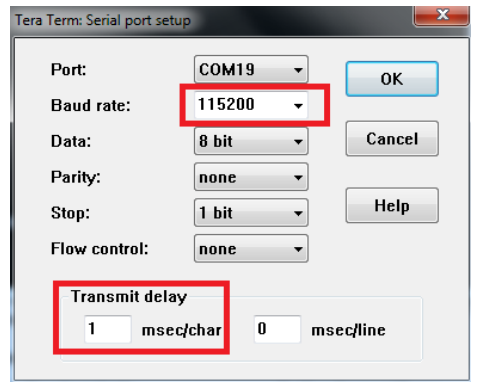 Tera Term: Serial port setup
Port: COM19 OK
Baud rate: 115200
Data: 8 bit Cancel
Parity: none
Stop: 1 bit Help
Flow control: none
Transmit delay
1 msec/char 0 msec/line